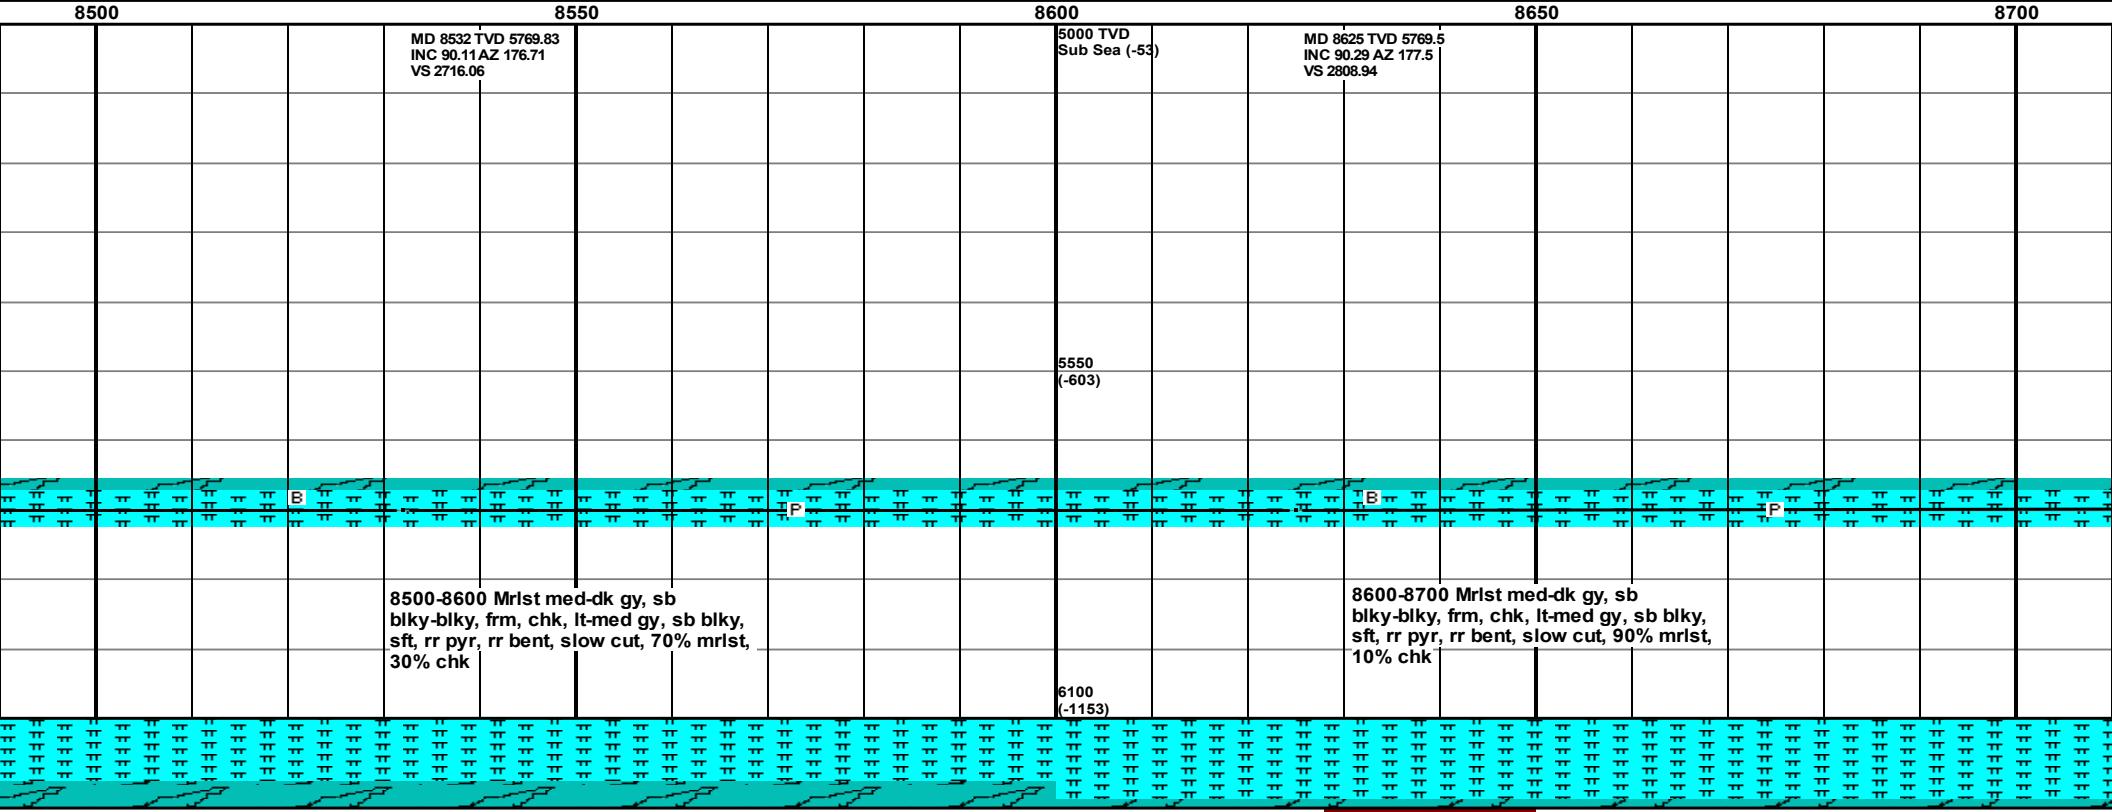 8500 8550 8600 8650 8700
MD 8532 TVD 5769.83
INC 90.11 AZ 176.71
VS 2716.06
5000 TVD
Sub Sea (-53)
MD 8625 TVD 5769.5
INC 90.29 AZ 177.5
VS 2808.94
5550
(-603)
B
B
P
P
8500-8600 Mrlst med-dk gy, sb
blky-blky, frm, chk, lt-med gy, sb blky,
sft, rr pyr, rr bent, slow cut, 70% mrlst,
30% chk
8600-8700 Mrlst med-dk gy, sb
blky-blky, frm, chk, lt-med gy, sb blky,
sft, rr pyr, rr bent, slow cut, 90% mrlst,
10% chk
6100
(-1153)